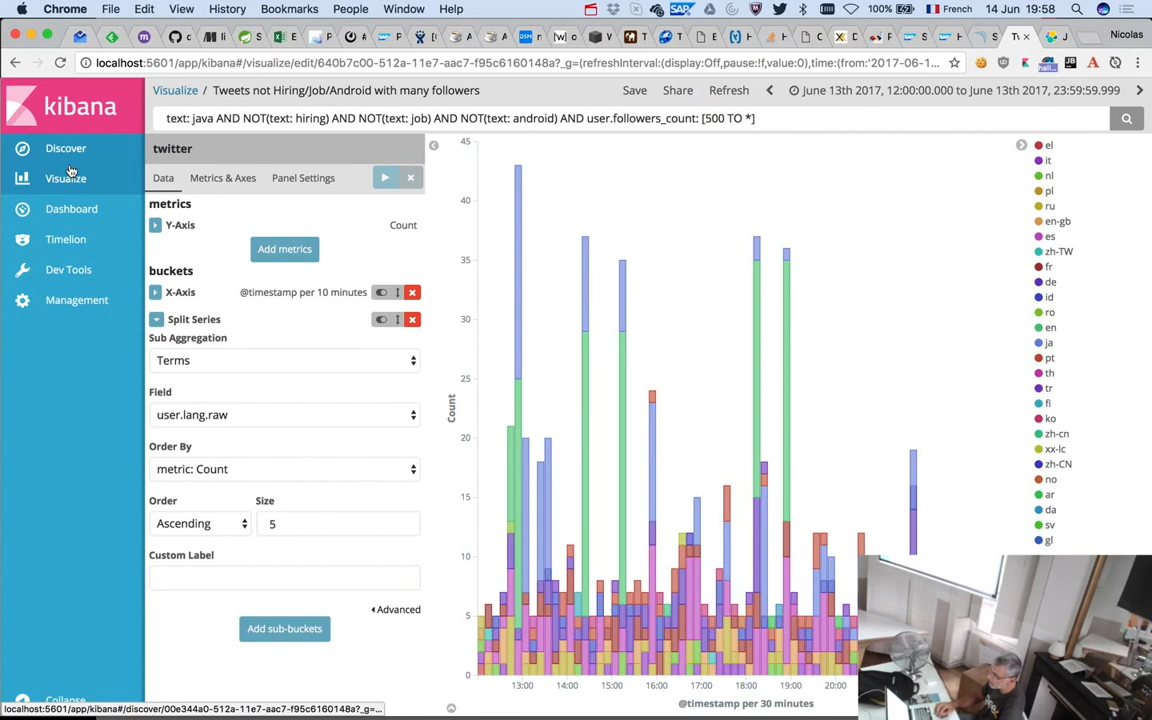 Chrome File Edit View History Bookmarks People Window Help 100% French 14 Jun 19:58
Nicolas
localhost:5601/app/kibana#/visualize/edit/640b7c00-512a-11e7-aac7-f95c6160148a?_g=(refreshInterval:(display:Off,pause:!f,value:0),time:(from:'2017-06-1...
kibana
Visualize / Tweets not Hiring/Job/Android with many followers
Save Share Refresh June 13th 2017, 12:00:00.000 to June 13th 2017, 23:59:59.999
text: java AND NOT(text: hiring) AND NOT(text: job) AND NOT(text: android) AND user.followers_count: [500 TO *]
Discover
Visualize
Dashboard
Timelion
Dev Tools
Management
Collapse
twitter
Data Metrics & Axes Panel Settings
metrics
Y-Axis Count
Add metrics
buckets
X-Axis @timestamp per 10 minutes
Split Series
Sub Aggregation
Terms
Field
user.lang.raw
Order By
metric: Count
Order Size
Ascending 5
Custom Label
Advanced
Add sub-buckets
45
40
35
30
25
20
15
10
5
0
Count
13:00 14:00 15:00 16:00 17:00 18:00 19:00 20:00
@timestamp per 30 minutes
el
it
nl
pl
ru
en-gb
es
zh-TW
fr
de
id
ro
en
ja
pt
th
tr
fi
ko
zh-cn
xx-lc
zh-CN
no
ar
da
sv
gl
localhost:5601/app/kibana#/discover/00e344a0-512a-11e7-aac7-f95c6160148a?_g=...